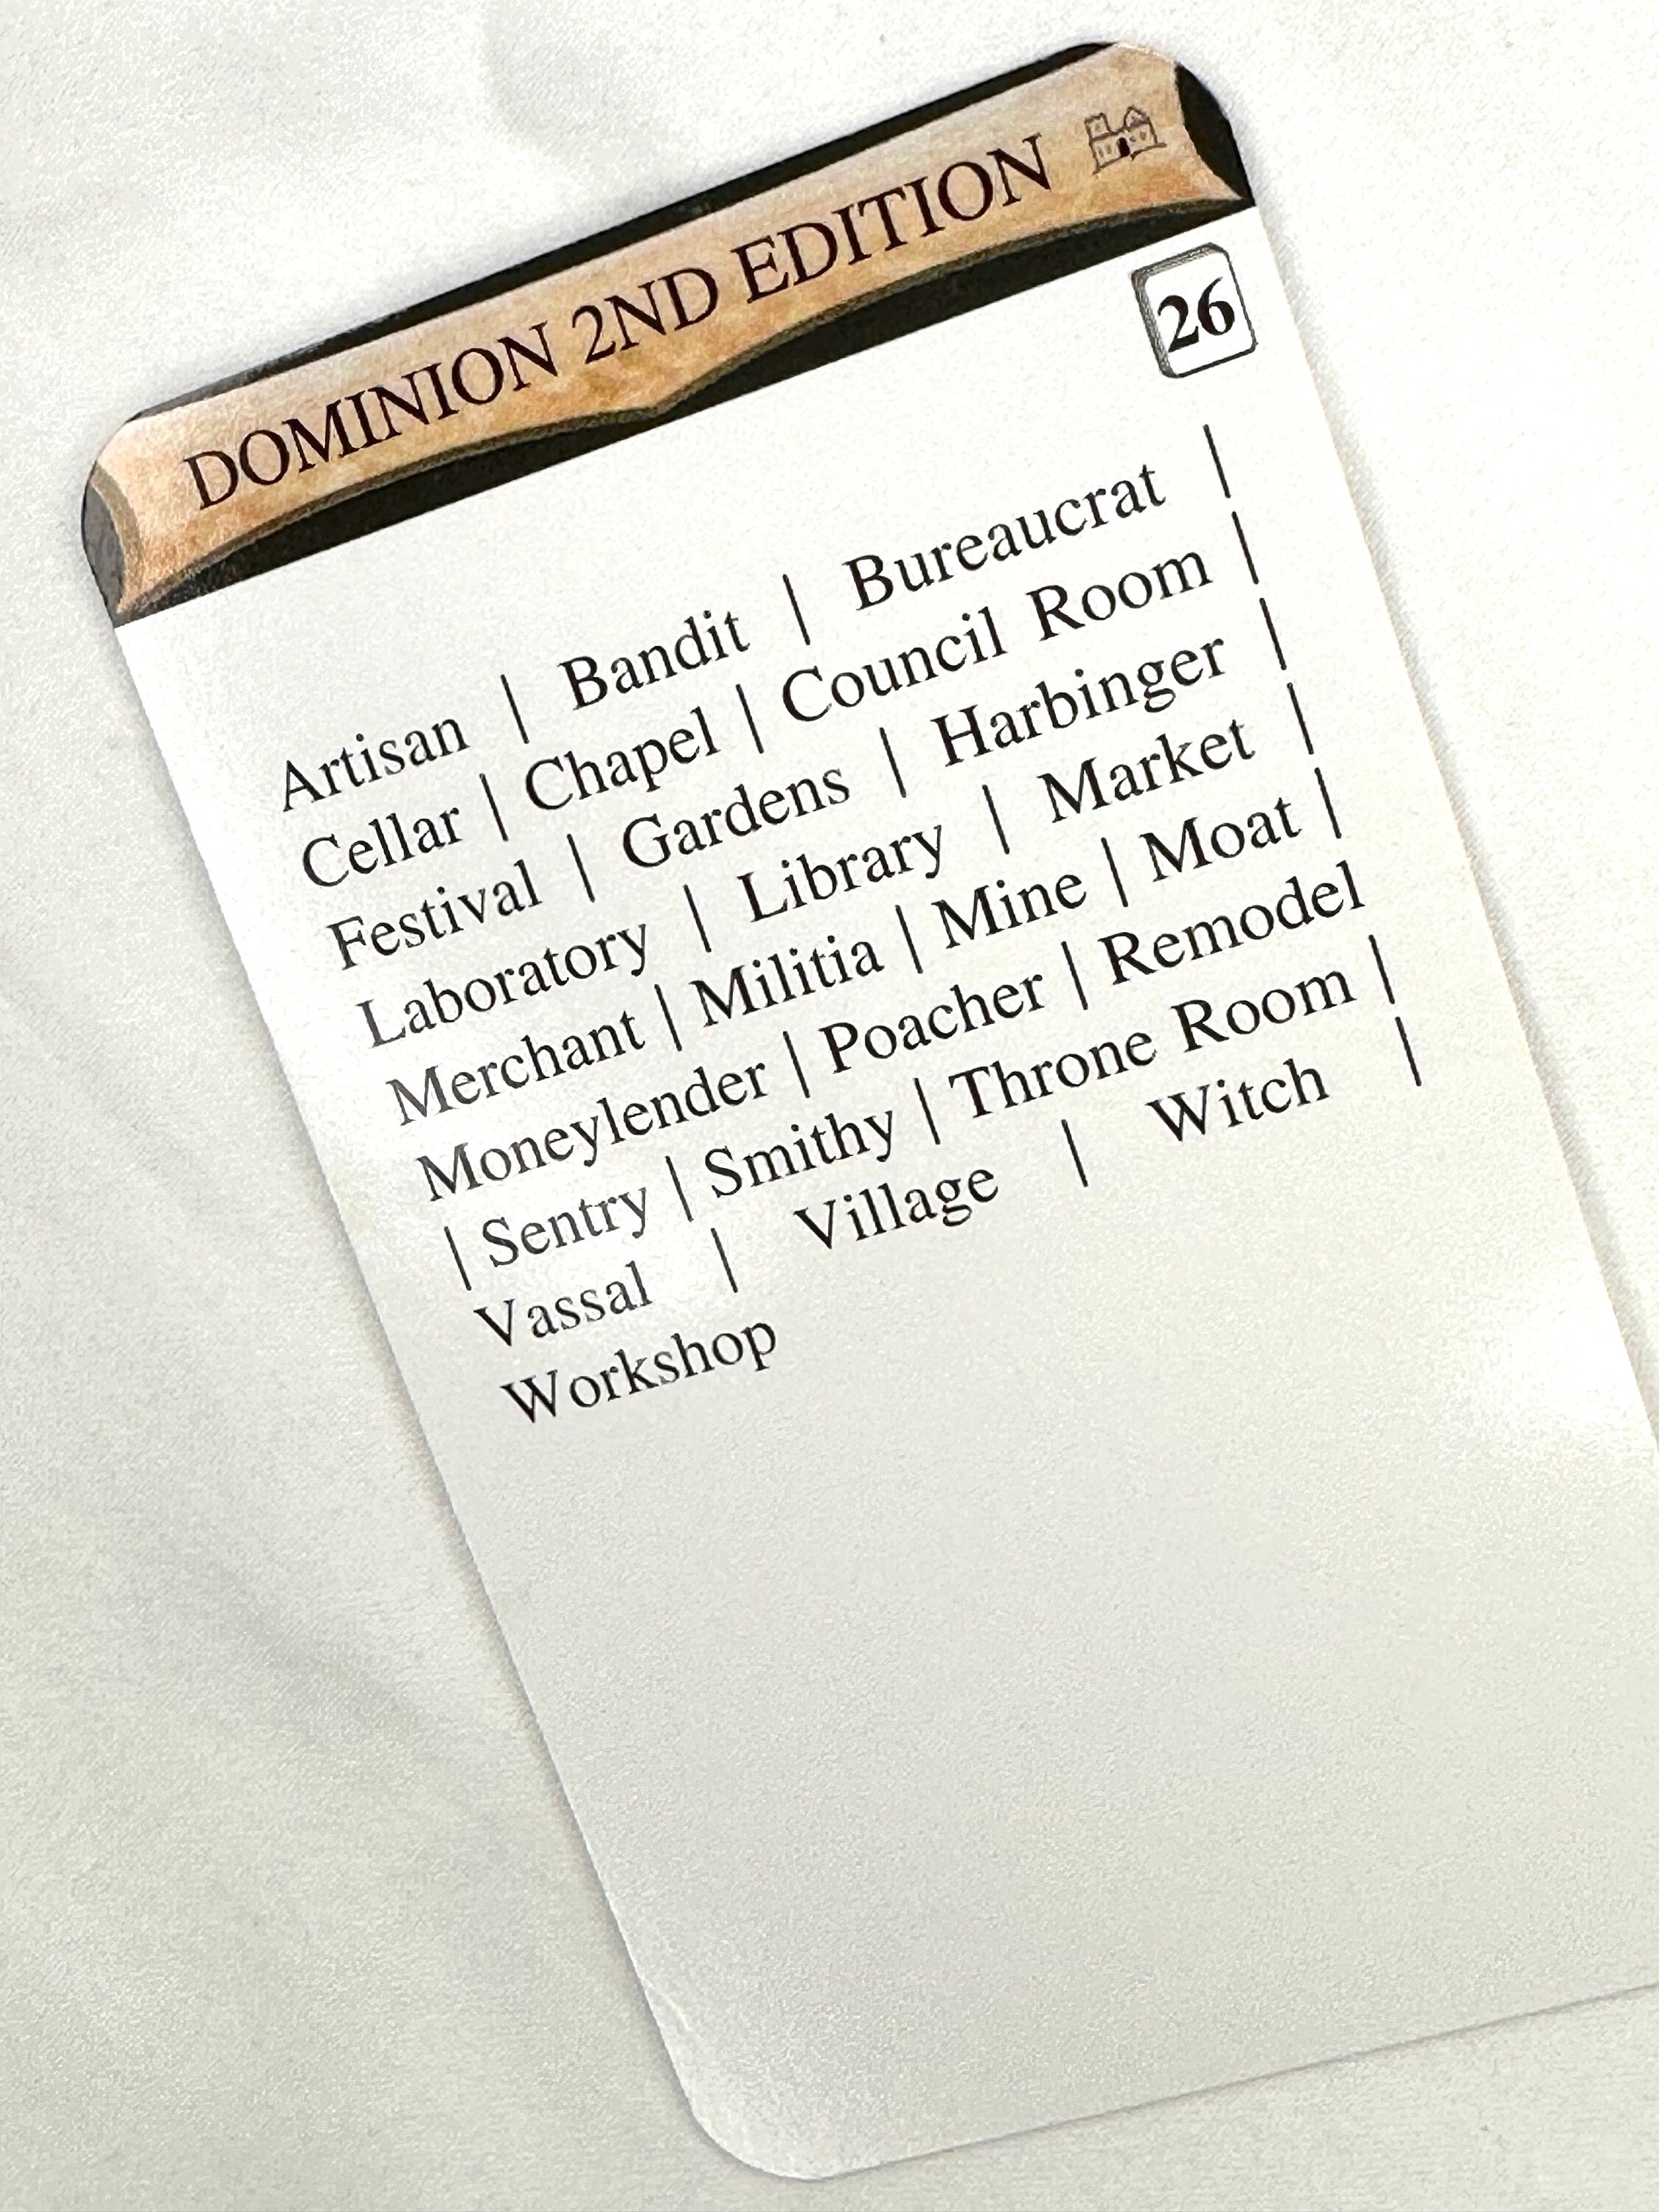 DOMINION 2ND EDITION
26
Artisan | Bandit | Bureaucrat |
Cellar | Chapel | Council Room |
Festival | Gardens | Harbinger |
Laboratory | Library | Market |
Merchant | Militia | Mine | Moat |
Moneylender | Poacher | Remodel
| Sentry | Smithy | Throne Room |
Vassal | Village | Witch |
Workshop